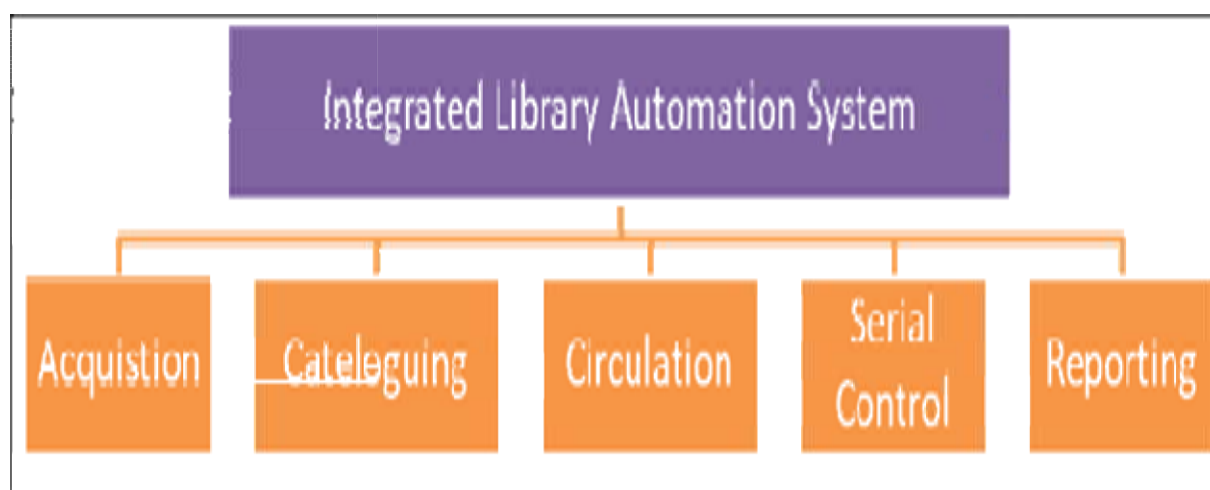 Integrated Library Automation System
Acquistion
Cateleguing
Circulation
Serial
Control
Reporting